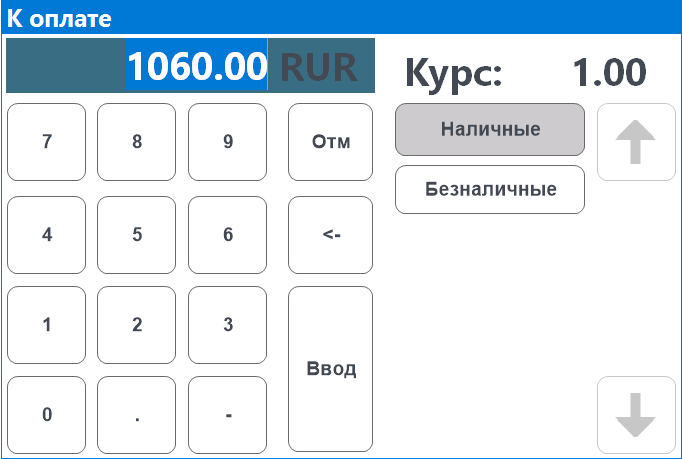 К оплате
1060.00 RUR
Курс: 1.00
7 8 9 Отм
Наличные
Безналичные
4 5 6 <-
1 2 3
Ввод
0 . -